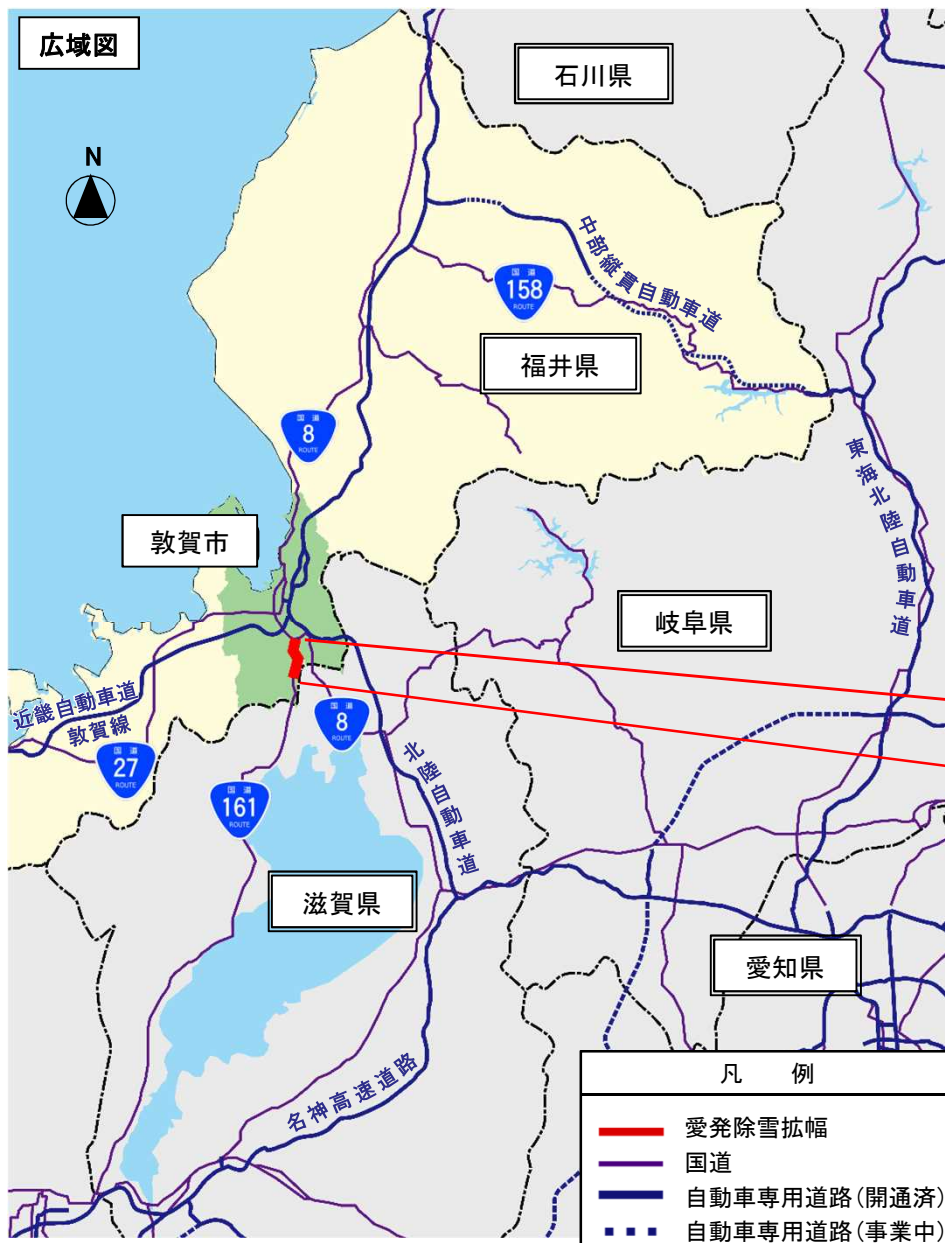 広域図
石川県
N
中部縦貫自動車道
国道
158
ROUTE
福井県
国道
8
ROUTE
東海北陸自動車道
敦賀市
岐阜県
近畿自動車道
敦賀線
国道
27
ROUTE
国道
8
ROUTE
国道
161
ROUTE
北陸自動車道
滋賀県
愛知県
名神高速道路
凡 例
愛発除雪拡幅
国道
自動車専用道路(開通済)
自動車専用道路(事業中)